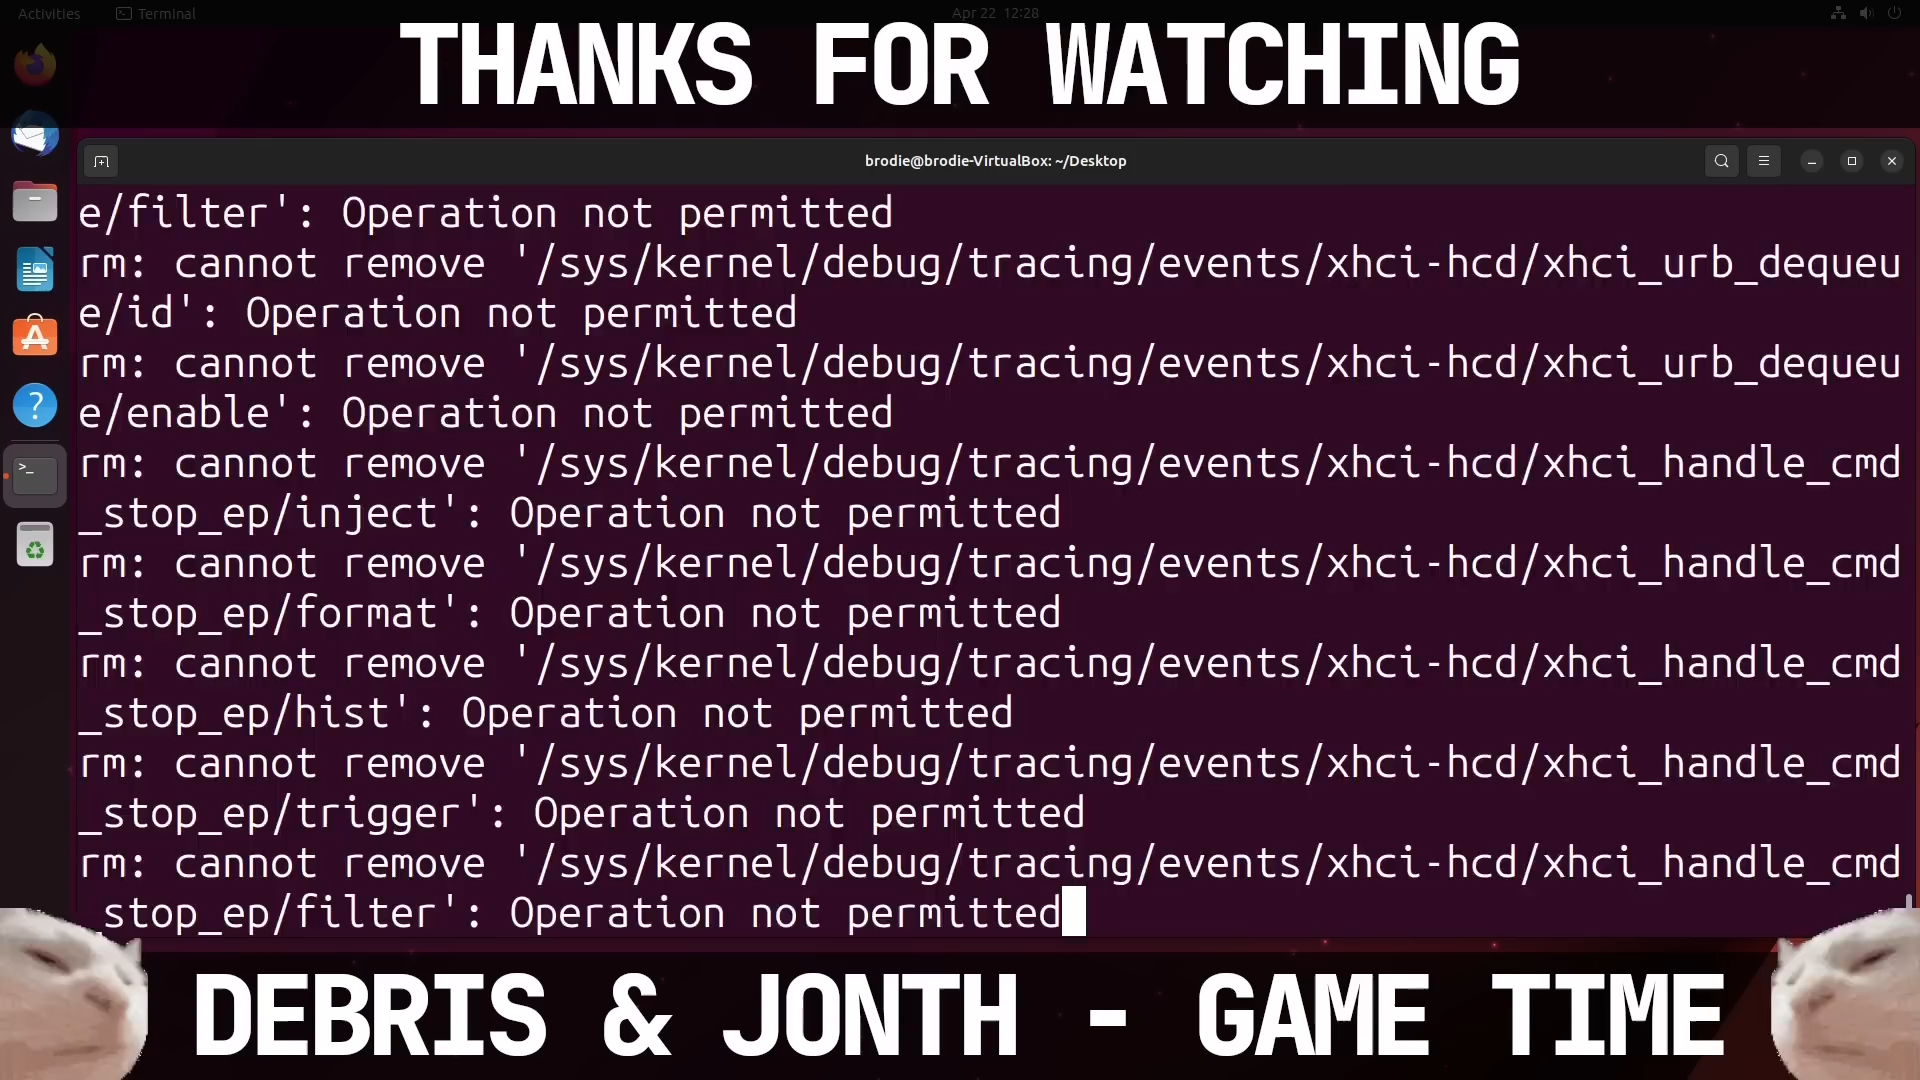 Activities Terminal Apr 22 12:28
THANKS FOR WATCHING
brodie@brodie-VirtualBox: ~/Desktop
e/filter': Operation not permitted
rm: cannot remove '/sys/kernel/debug/tracing/events/xhci-hcd/xhci_urb_dequeu
e/id': Operation not permitted
rm: cannot remove '/sys/kernel/debug/tracing/events/xhci-hcd/xhci_urb_dequeu
e/enable': Operation not permitted
rm: cannot remove '/sys/kernel/debug/tracing/events/xhci-hcd/xhci_handle_cmd
_stop_ep/inject': Operation not permitted
rm: cannot remove '/sys/kernel/debug/tracing/events/xhci-hcd/xhci_handle_cmd
_stop_ep/format': Operation not permitted
rm: cannot remove '/sys/kernel/debug/tracing/events/xhci-hcd/xhci_handle_cmd
_stop_ep/hist': Operation not permitted
rm: cannot remove '/sys/kernel/debug/tracing/events/xhci-hcd/xhci_handle_cmd
_stop_ep/trigger': Operation not permitted
rm: cannot remove '/sys/kernel/debug/tracing/events/xhci-hcd/xhci_handle_cmd
_stop_ep/filter': Operation not permitted
DEBRIS & JONTH - GAME TIME